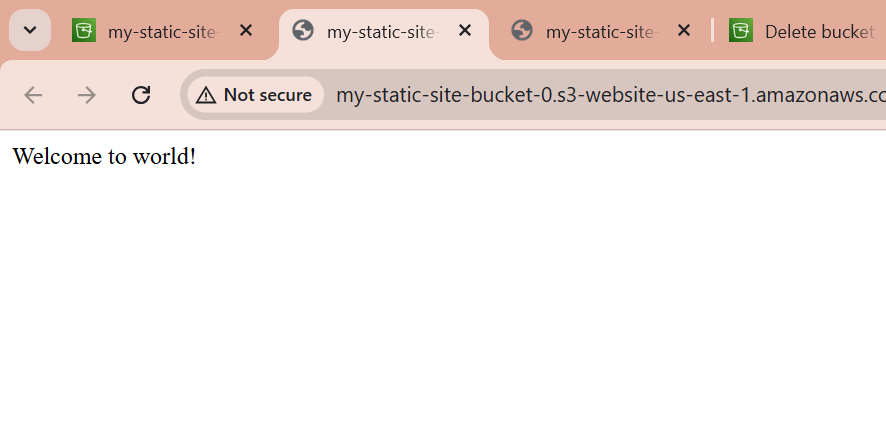 my-static-site- my-static-site- my-static-site- Delete bucket
Not secure my-static-site-bucket-0.s3-website-us-east-1.amazonaws.co
Welcome to world!